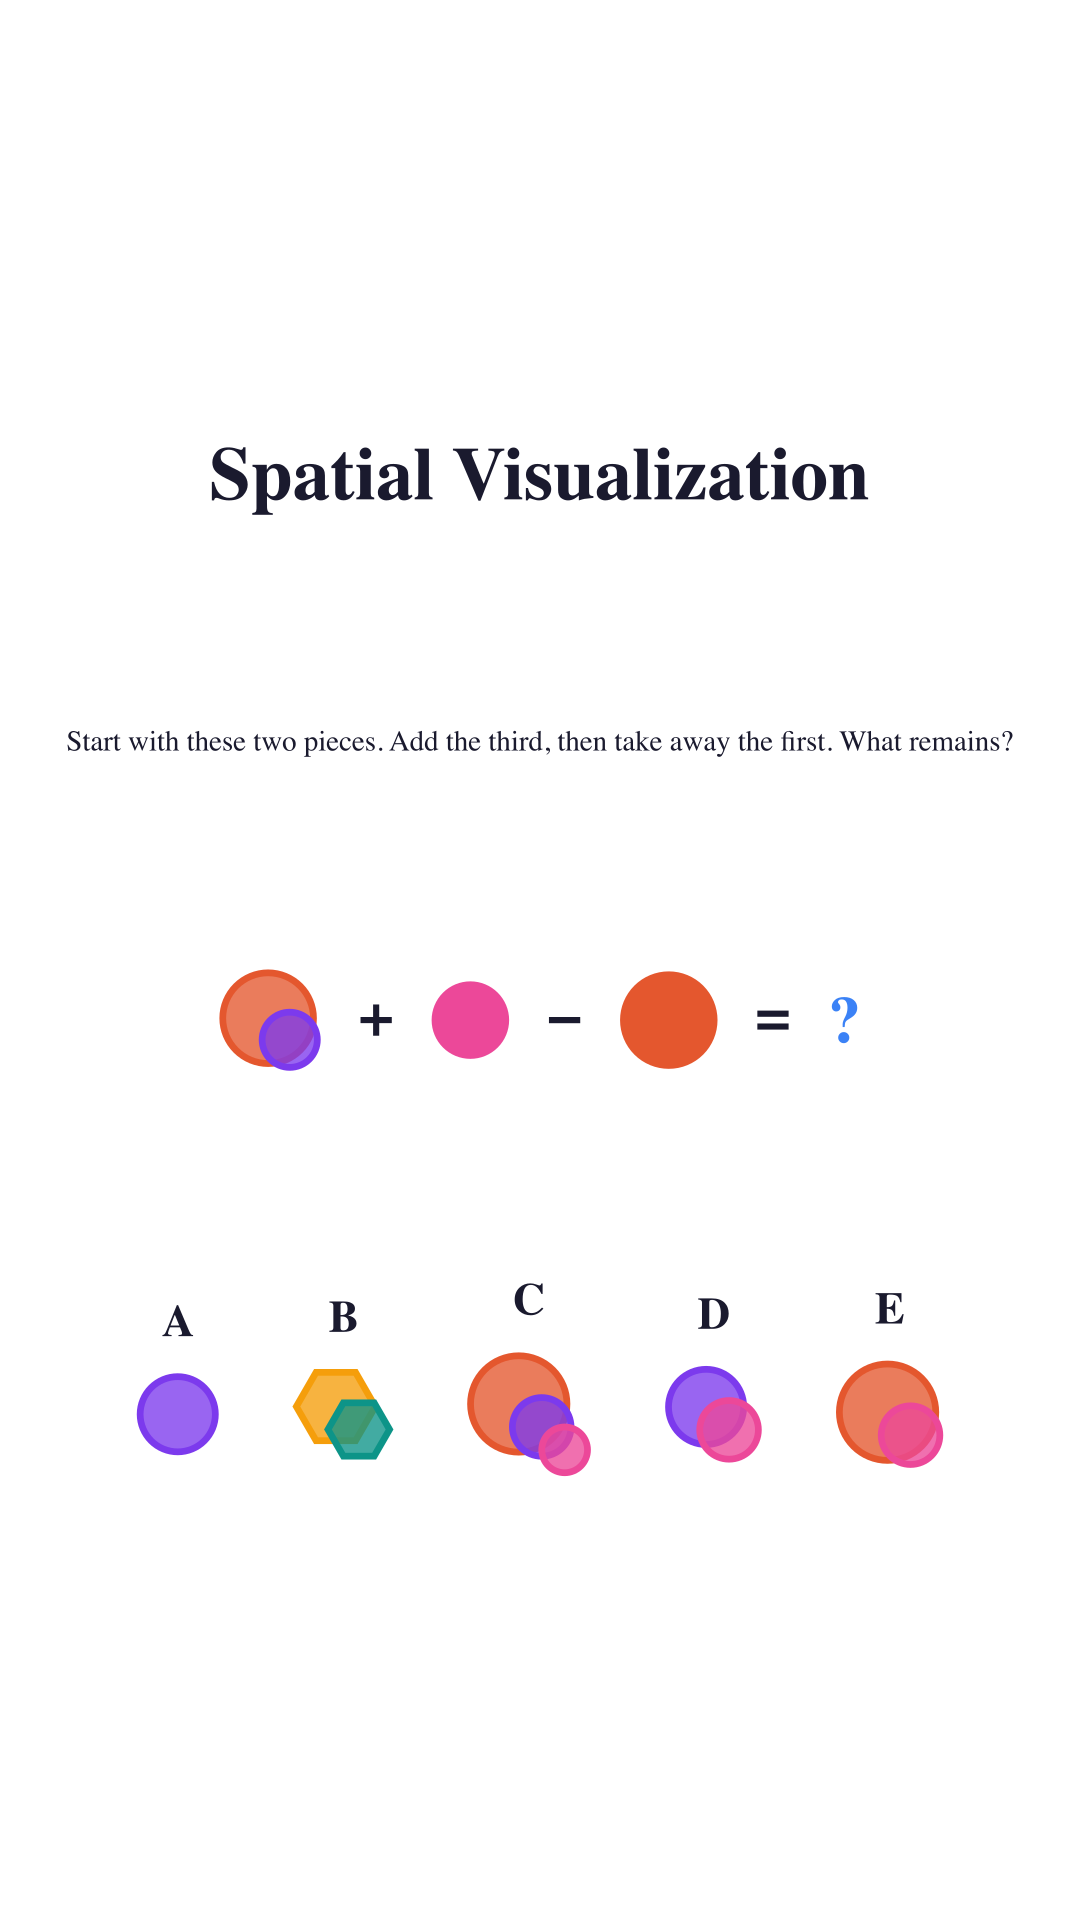 Spatial Visualization
Start with these two pieces. Add the third, then take away the first. What remains?
+ − = ?
A B C D E